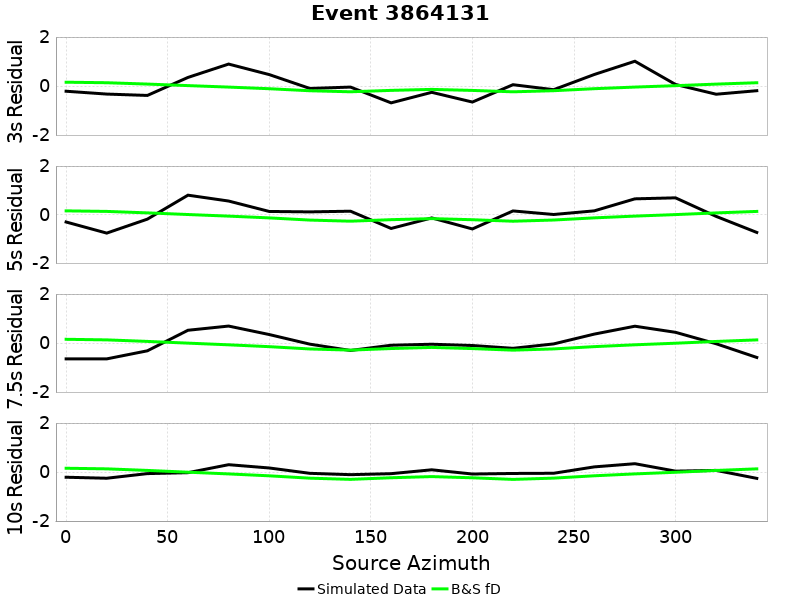 Event 3864131
3s Residual
2
0
-2
5s Residual
2
0
-2
7.5s Residual
2
0
-2
10s Residual
2
0
-2
0 50 100 150 200 250 300
Source Azimuth
Simulated Data B&S fD